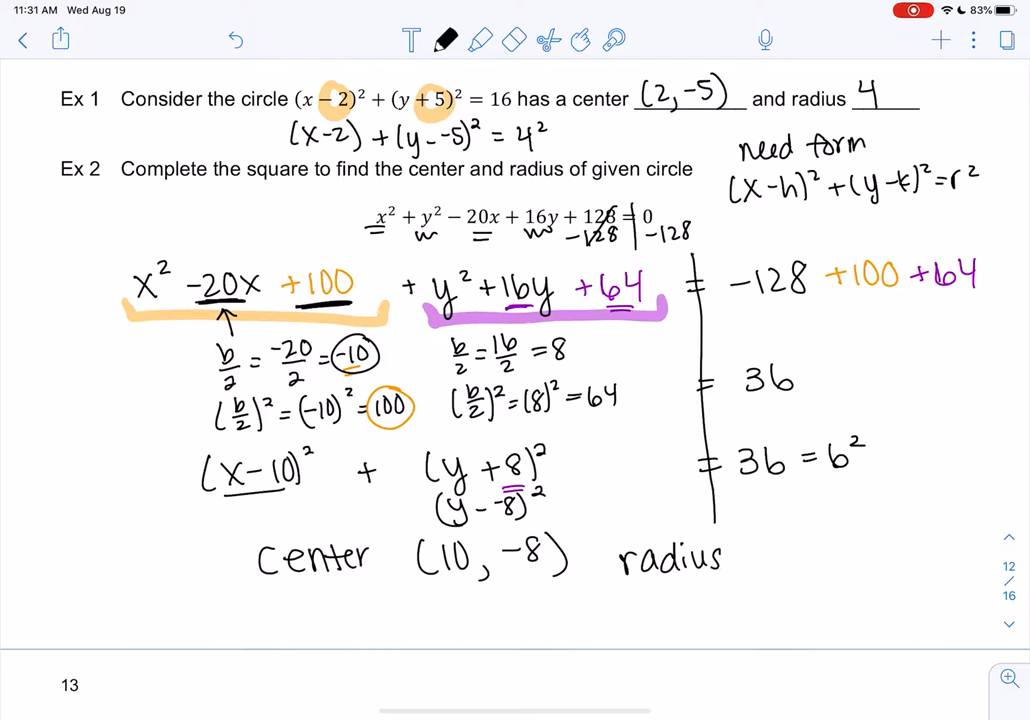 11:31 AM Wed Aug 19 83%
T
Ex 1 Consider the circle (x − 2)² + (y + 5)² = 16 has a center (2, -5) and radius 4
(x-2) + (y - -5)² = 4²
need form
(x-h)² + (y-k)² = r²
Ex 2 Complete the square to find the center and radius of given circle
x² + y² − 20x + 16y + 128 = 0
-128 -128
x² -20x +100 + y² +16y +64 = -128 +100 +64
b/2 = -20/2 = -10 b/2 = 16/2 = 8
= 36
(b/2)² = (-10)² = 100 (b/2)² = (8)² = 64
(x-10)² + (y+8)² = 36 = 6²
(y - -8)²
center (10, -8) radius
12
/
16
13